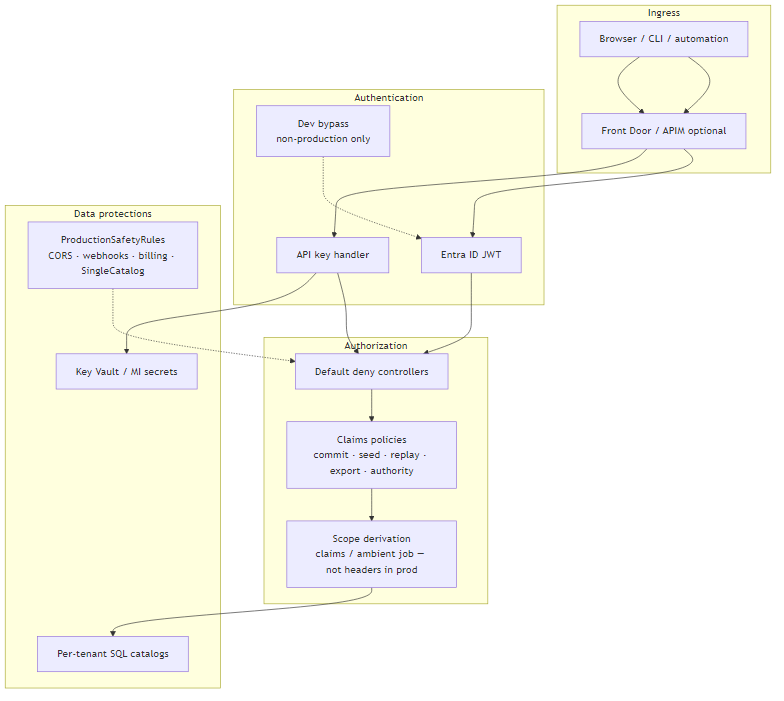 Ingress
Browser / CLI / automation
Front Door / APIM optional
Authentication
Dev bypass
non-production only
API key handler
Entra ID JWT
Data protections
ProductionSafetyRules
CORS · webhooks · billing ·
SingleCatalog
Key Vault / MI secrets
Authorization
Default deny controllers
Claims policies
commit · seed · replay ·
export · authority
Scope derivation
claims / ambient job —
not headers in prod
Per-tenant SQL catalogs